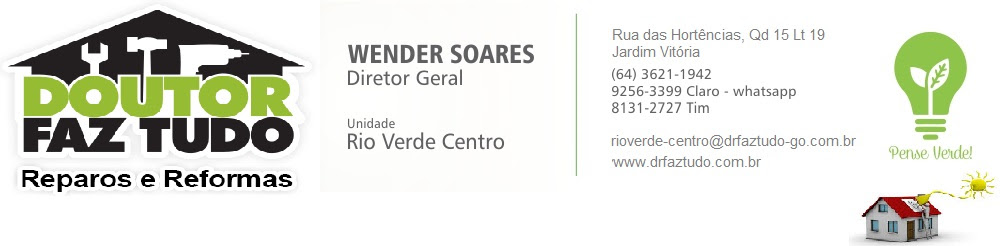 DOUTOR
FAZ TUDO
Reparos e Reformas
WENDER SOARES
Diretor Geral
Unidade
Rio Verde Centro
Rua das Hortências, Qd 15 Lt 19
Jardim Vitória
(64) 3621-1942
9256-3399 Claro - whatsapp
8131-2727 Tim
rioverde-centro@drfaztudo-go.com.br
www.drfaztudo.com.br
Pense Verde!